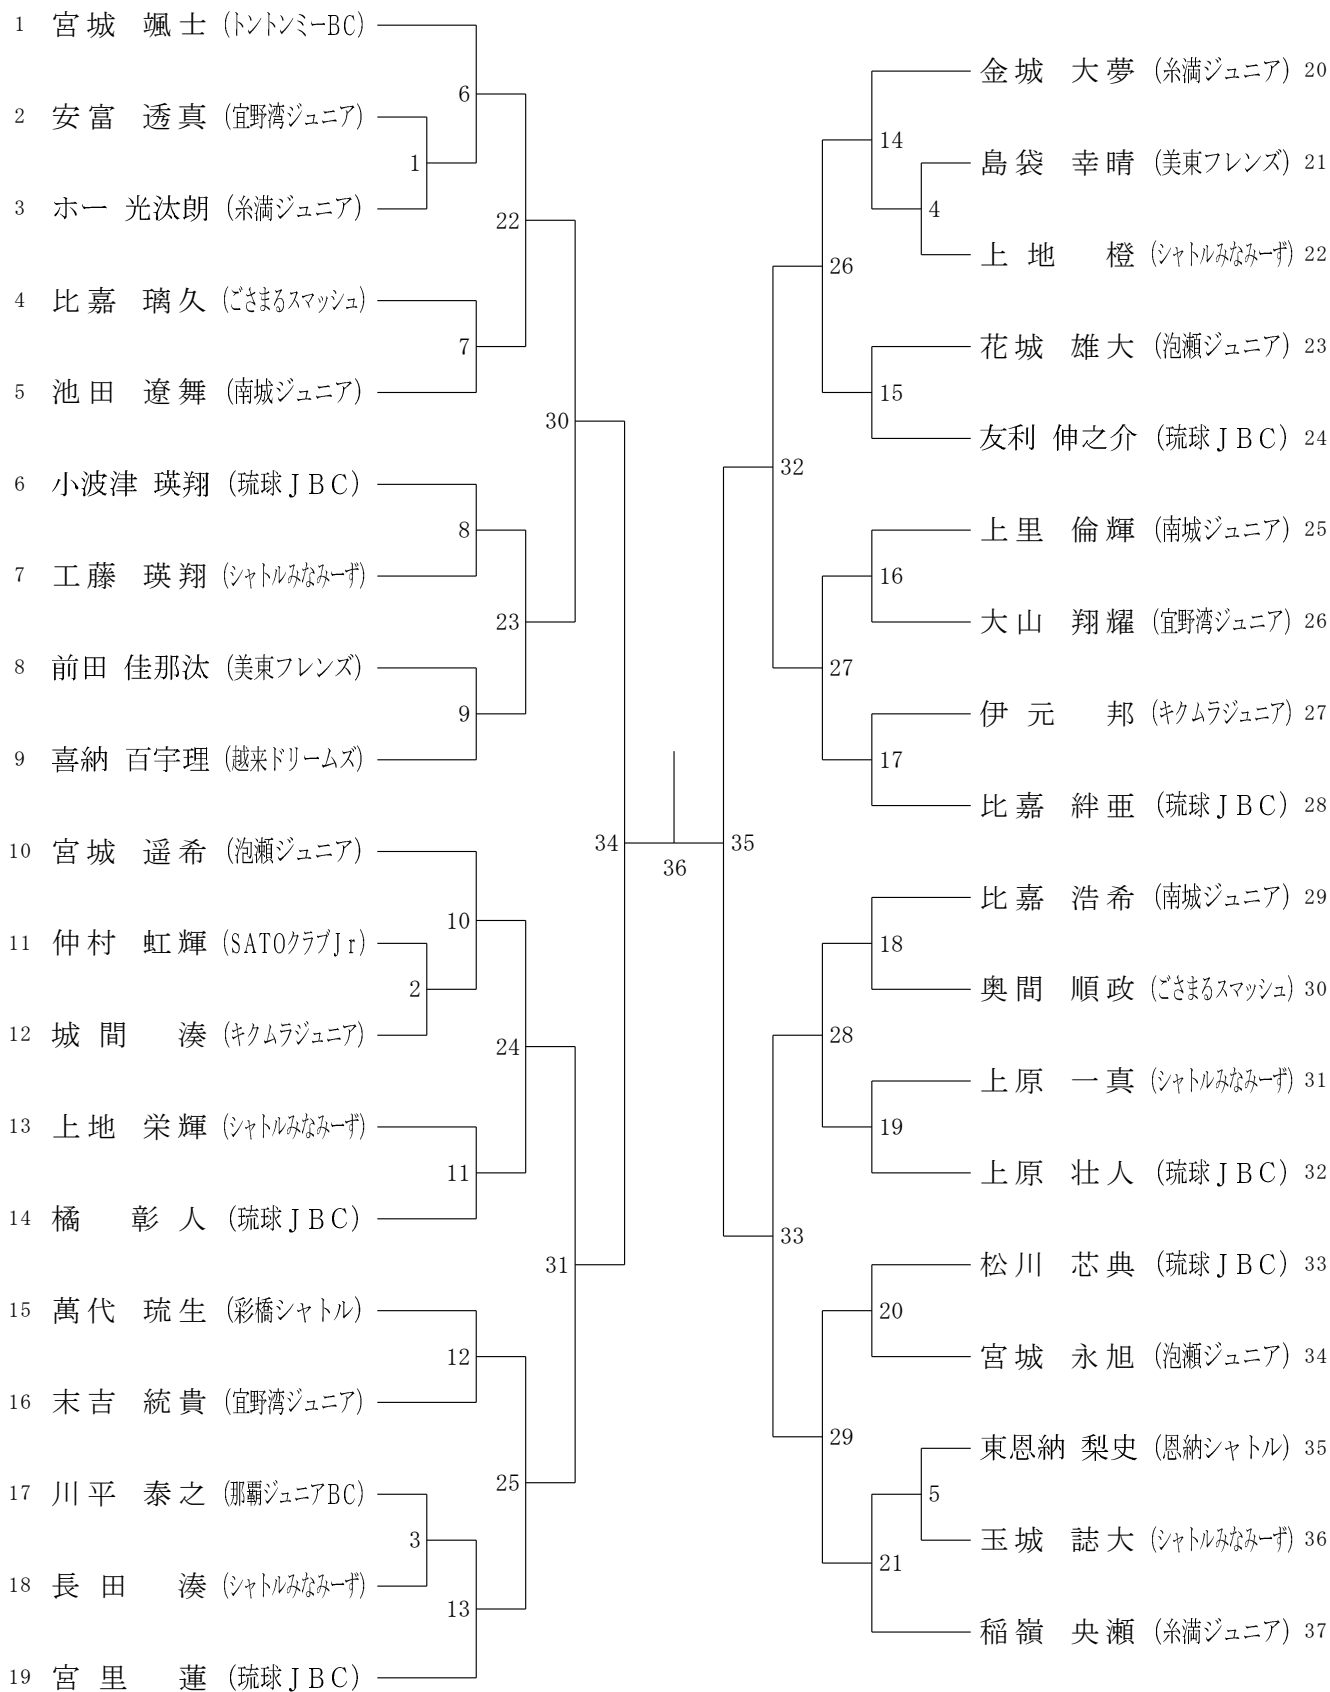 1 宮城 颯士 (トントンミーBC)
2 安富 透真 (宜野湾ジュニア)
3 ホー 光汰朗 (糸満ジュニア)
4 比嘉 璃久 (ごさまるスマッシュ)
5 池田 遼舞 (南城ジュニア)
6 小波津 瑛翔 (琉球JBC)
7 工藤 瑛翔 (シャトルみなみーず)
8 前田 佳那汰 (美東フレンズ)
9 喜納 百宇理 (越来ドリームズ)
10 宮城 遥希 (泡瀬ジュニア)
11 仲村 虹輝 (SATOクラブJr)
12 城間 湊 (キクムラジュニア)
13 上地 栄輝 (シャトルみなみーず)
14 橘 彰人 (琉球JBC)
15 萬代 琉生 (彩橋シャトル)
16 末吉 統貴 (宜野湾ジュニア)
17 川平 泰之 (那覇ジュニアBC)
18 長田 湊 (シャトルみなみーず)
19 宮里 蓮 (琉球JBC)
1
2
3
6
7
8
9
10
11
12
13
22
23
24
25
30
31
34
36
35
32
33
26
27
28
29
14
15
16
17
18
19
20
21
4
5
金城 大夢 (糸満ジュニア) 20
島袋 幸晴 (美東フレンズ) 21
上地 橙 (シャトルみなみーず) 22
花城 雄大 (泡瀬ジュニア) 23
友利 伸之介 (琉球JBC) 24
上里 倫輝 (南城ジュニア) 25
大山 翔耀 (宜野湾ジュニア) 26
伊元 邦 (キクムラジュニア) 27
比嘉 絆亜 (琉球JBC) 28
比嘉 浩希 (南城ジュニア) 29
奥間 順政 (ごさまるスマッシュ) 30
上原 一真 (シャトルみなみーず) 31
上原 壮人 (琉球JBC) 32
松川 芯典 (琉球JBC) 33
宮城 永旭 (泡瀬ジュニア) 34
東恩納 梨史 (恩納シャトル) 35
玉城 誌大 (シャトルみなみーず) 36
稲嶺 央瀬 (糸満ジュニア) 37